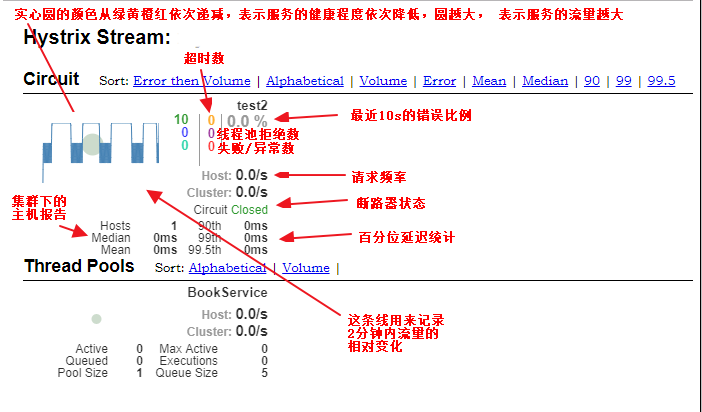 实心圆的颜色从绿黄橙红依次递减，表示服务的健康程度依次降低，圆越大， 表示服务的流量越大
Hystrix Stream:
超时数
Circuit Sort: Error then Volume | Alphabetical | Volume | Error | Mean | Median | 90 | 99 | 99.5
test2
10 0 0.0 % 最近10s的错误比例
0 0 线程池拒绝数
0 0 失败/异常数
Host: 0.0/s 请求频率
Cluster: 0.0/s
Circuit Closed 断路器状态
集群下的
主机报告
Hosts 1 90th 0ms
Median 0ms 99th 0ms 百分位延迟统计
Mean 0ms 99.5th 0ms
Thread Pools Sort: Alphabetical | Volume |
BookService
Host: 0.0/s
Cluster: 0.0/s
这条线用来记录
2分钟内流量的
相对变化
Active 0 Max Active 0
Queued 0 Executions 0
Pool Size 1 Queue Size 5